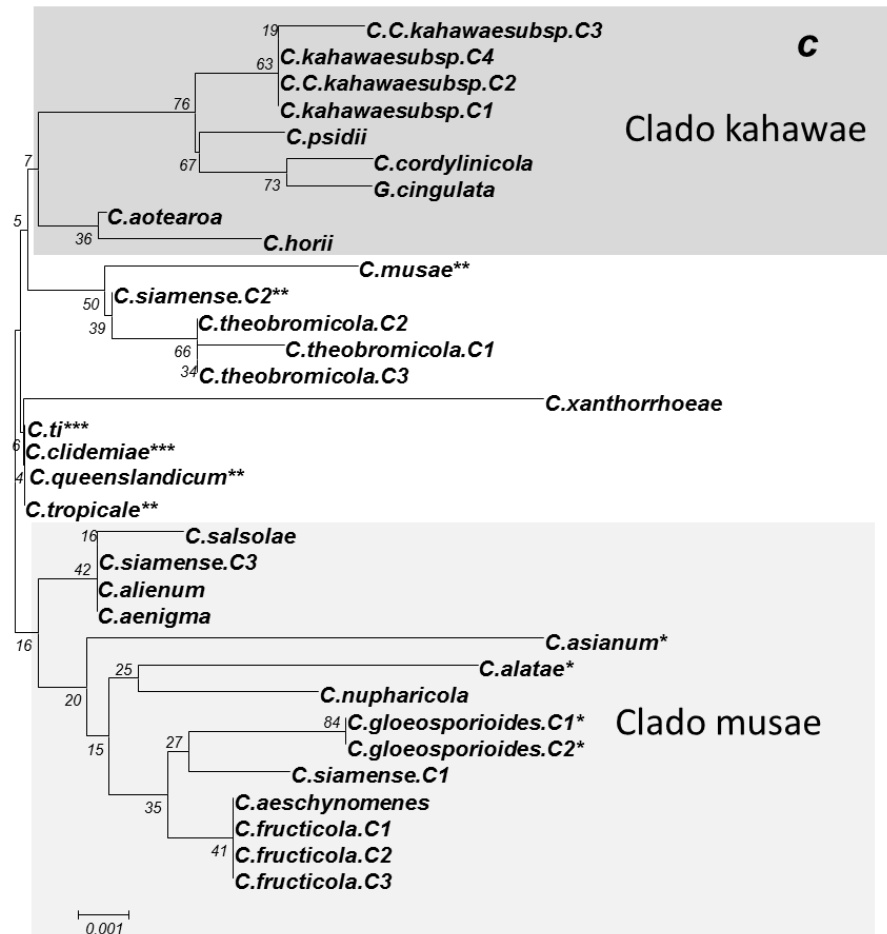 19
C.C.kahawaesubsp.C3
c
63
C.kahawaesubsp.C4
C.C.kahawaesubsp.C2
76
C.kahawaesubsp.C1
Clado kahawae
C.psidii
7
67
C.cordylinicola
73
G.cingulata
5
C.aotearoa
36
C.horii
C.musae**
50
C.siamense.C2**
39
C.theobromicola.C2
66
C.theobromicola.C1
34
C.theobromicola.C3
C.xanthorrhoeae
C.ti***
6
C.clidemiae***
4
C.queenslandicum**
C.tropicale**
16
C.salsolae
C.siamense.C3
42
C.alienum
C.aenigma
16
C.asianum*
25
C.alatae*
20
C.nupharicola
84
C.gloeosporioides.C1*
Clado musae
15
27
C.gloeosporioides.C2*
C.siamense.C1
35
C.aeschynomenes
C.fructicola.C1
41
C.fructicola.C2
C.fructicola.C3
0.001